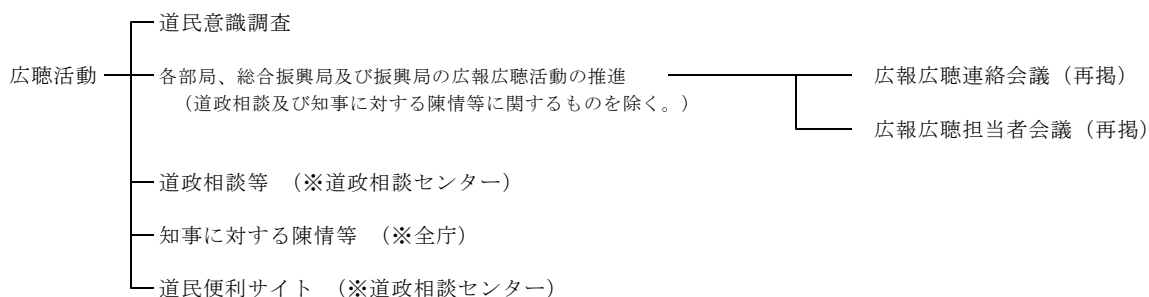 道民意識調査
広聴活動
各部局、総合振興局及び振興局の広報広聴活動の推進
広報広聴連絡会議（再掲）
（道政相談及び知事に対する陳情等に関するものを除く。）
広報広聴担当者会議（再掲）
道政相談等　（※道政相談センター）
知事に対する陳情等　（※全庁）
道民便利サイト　（※道政相談センター）